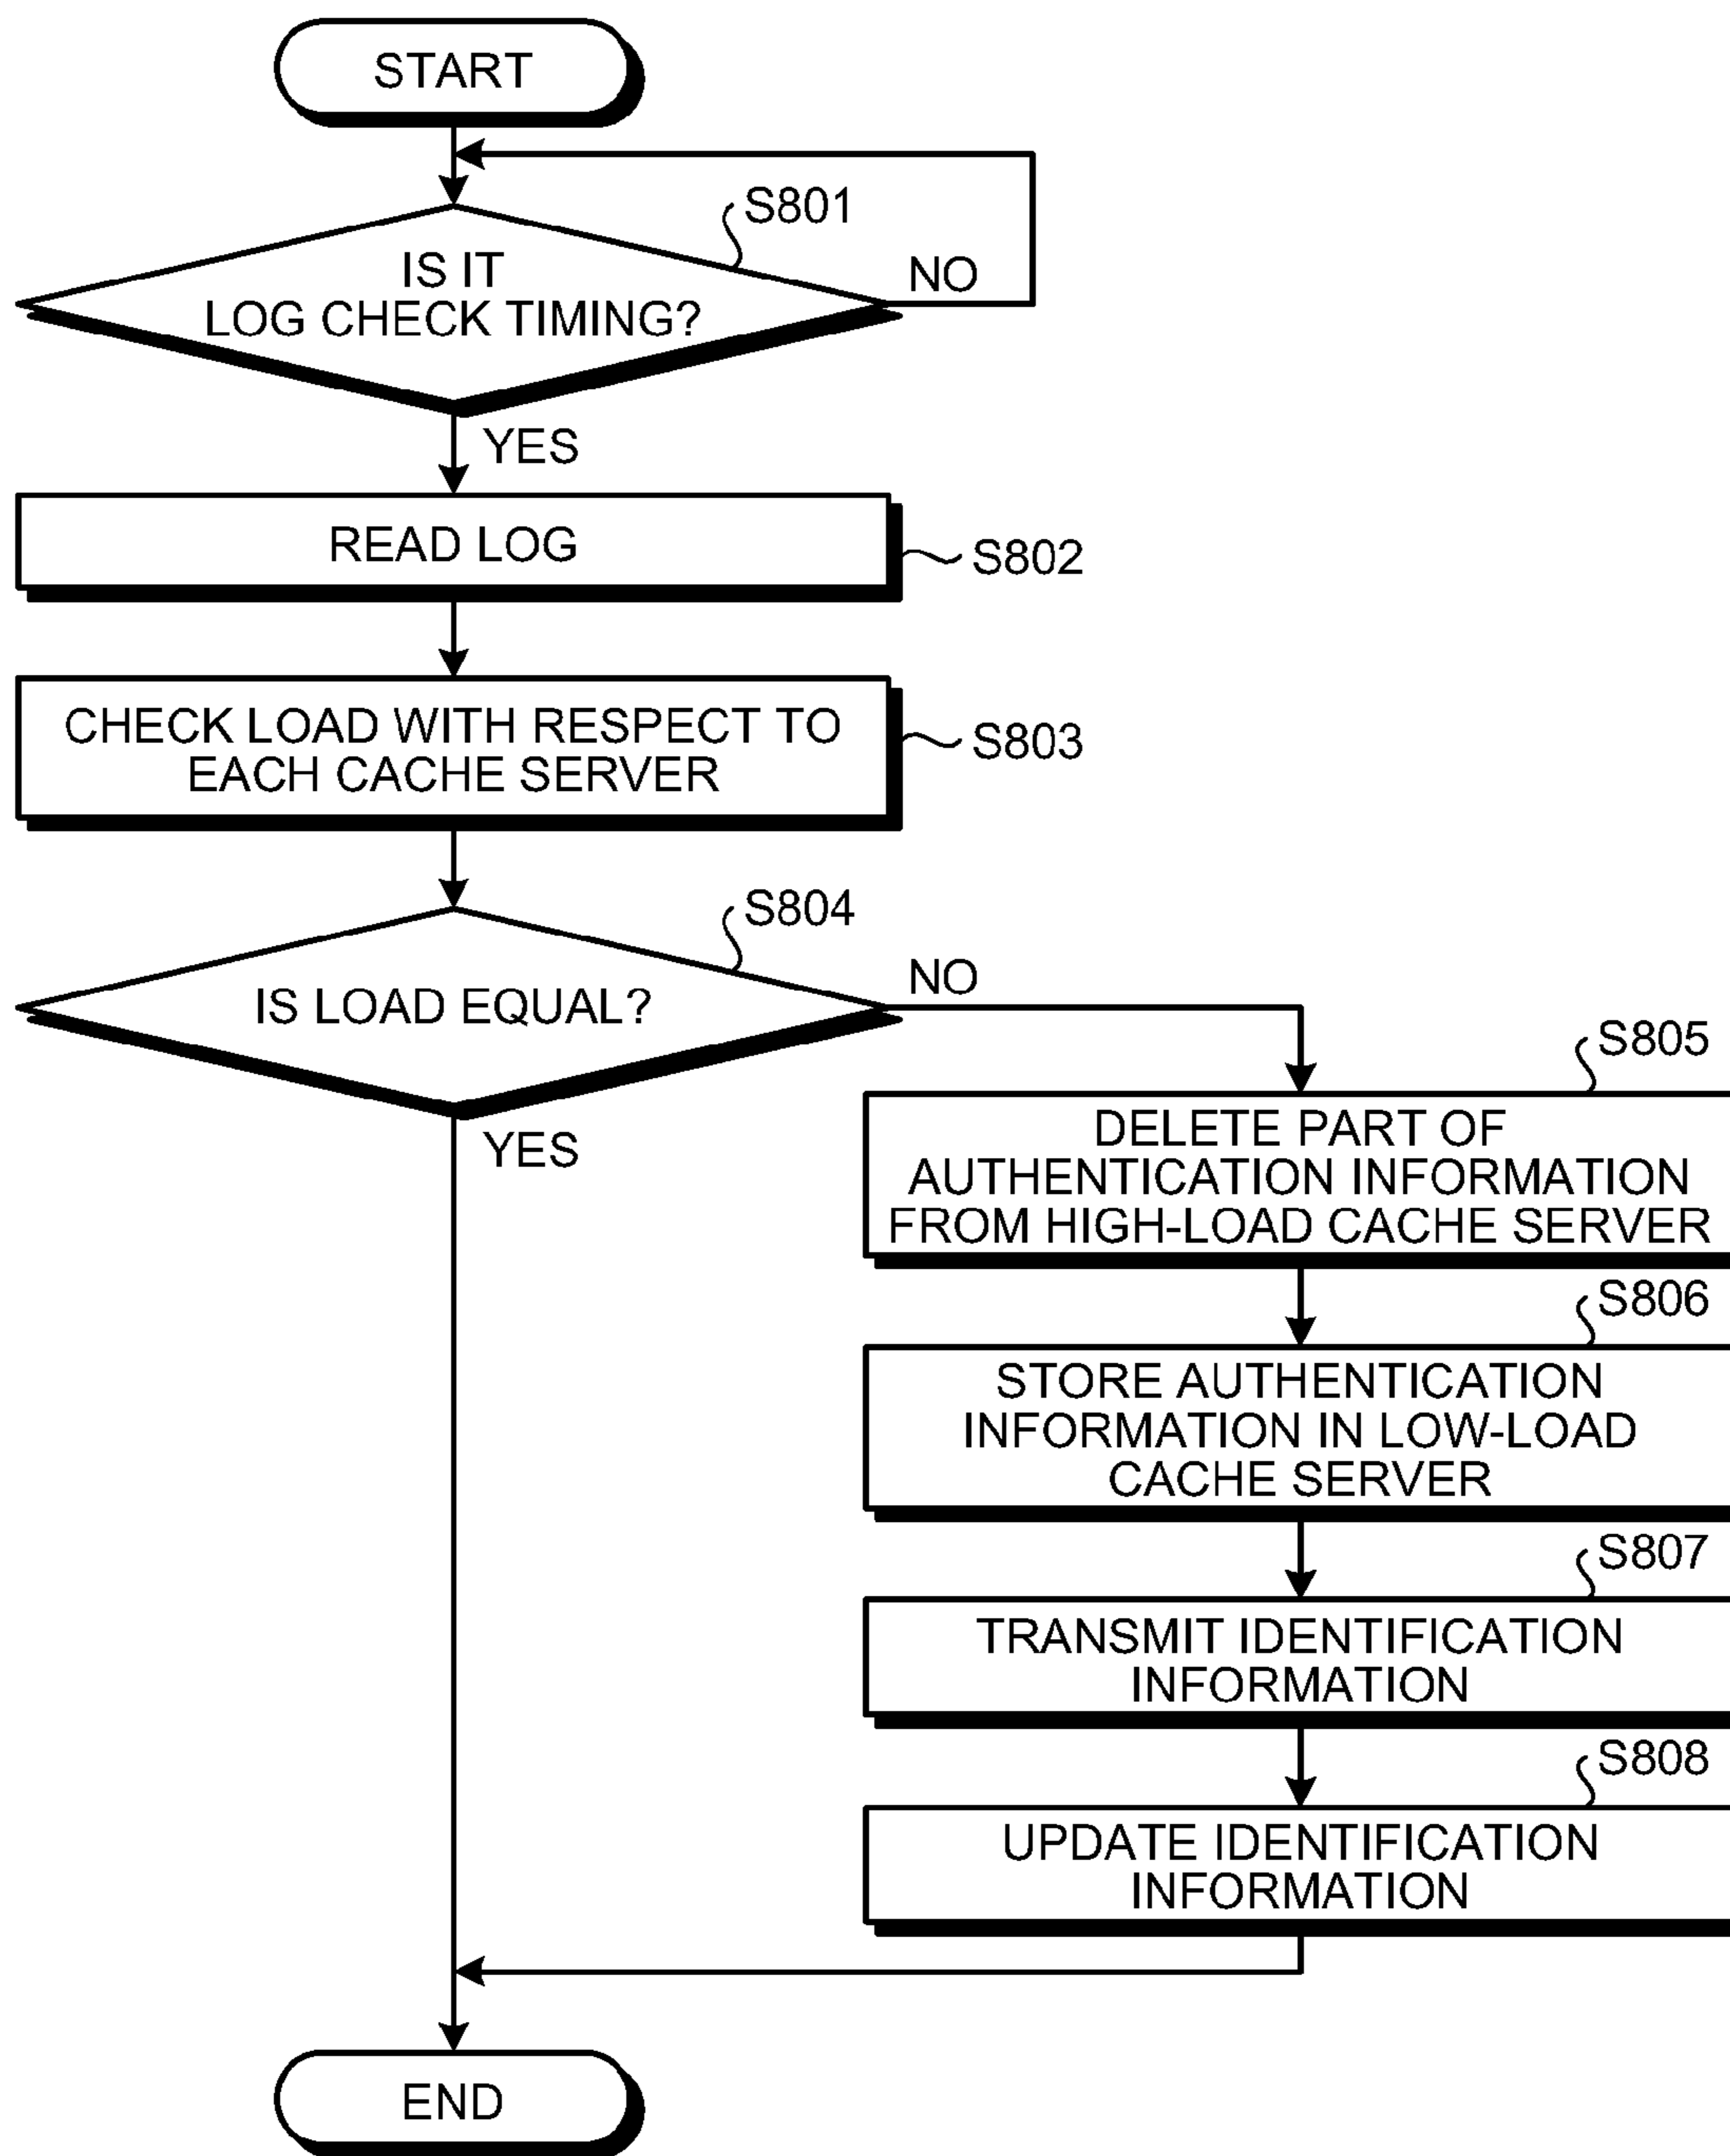 START
S801
IS IT
LOG CHECK TIMING?
NO
YES
READ LOG
S802
CHECK LOAD WITH RESPECT TO
EACH CACHE SERVER
S803
S804
IS LOAD EQUAL?
NO
YES
S805
DELETE PART OF
AUTHENTICATION INFORMATION
FROM HIGH-LOAD CACHE SERVER
S806
STORE AUTHENTICATION
INFORMATION IN LOW-LOAD
CACHE SERVER
S807
TRANSMIT IDENTIFICATION
INFORMATION
S808
UPDATE IDENTIFICATION
INFORMATION
END